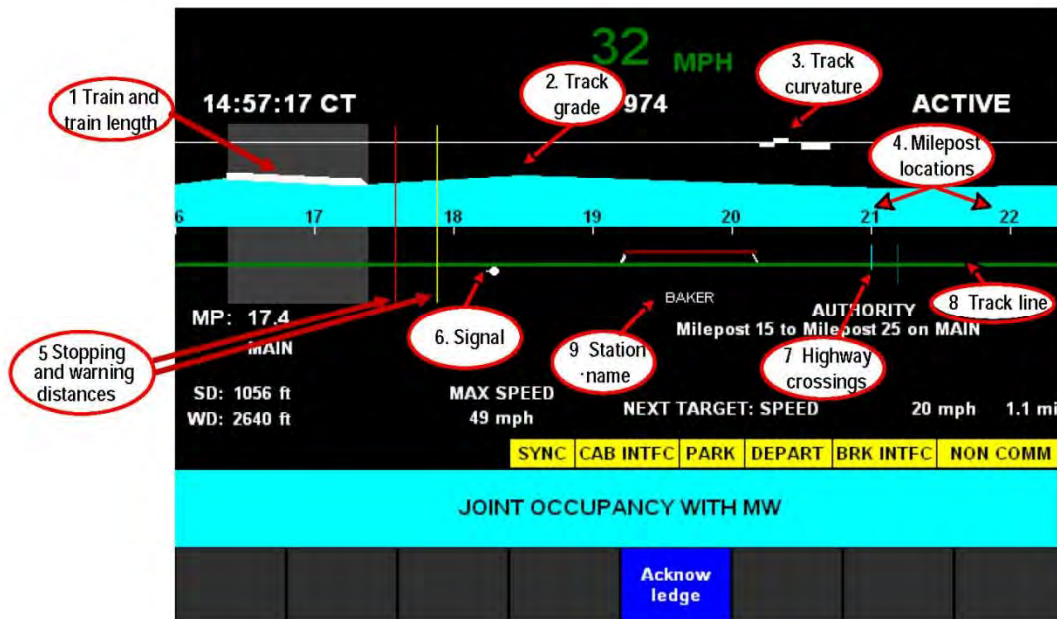 32 MPH
1 Train and
train length
2. Track
grade
3. Track
curvature
14:57:17 CT
974
ACTIVE
4. Milepost
locations
6
17
18
19
20
21
22
BAKER
AUTHORITY
Milepost 15 to Milepost 25 on MAIN
8 Track line
MP: 17.4
MAIN
5 Stopping
and warning
distances
6. Signal
9 Station
·name
7 Highway
crossings
SD: 1056 ft
WD: 2640 ft
MAX SPEED
49 mph
NEXT TARGET: SPEED 20 mph 1.1 mi
SYNC CAB INTFC PARK DEPART BRK INTFC NON COMM
JOINT OCCUPANCY WITH MW
Acknow
ledge